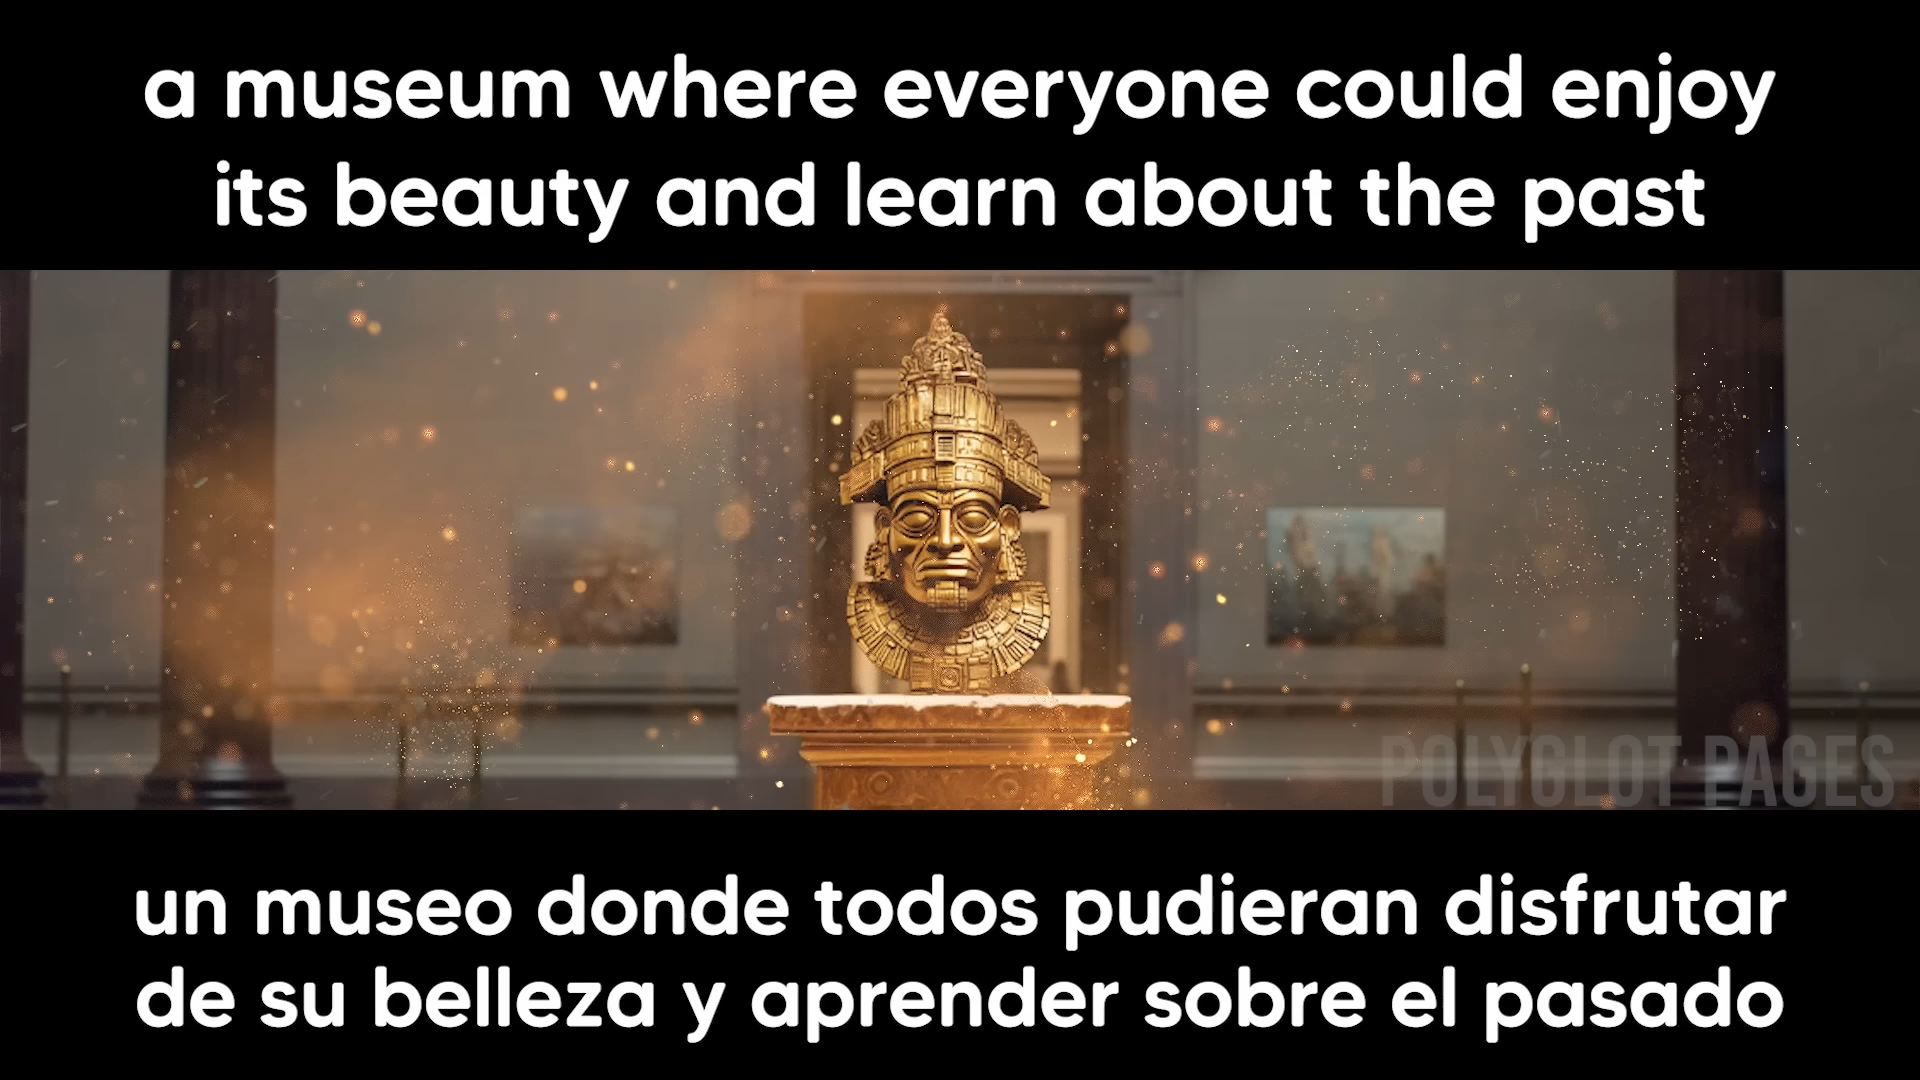 a museum where everyone could enjoy
its beauty and learn about the past
POLYGLOT PAGES
un museo donde todos pudieran disfrutar
de su belleza y aprender sobre el pasado